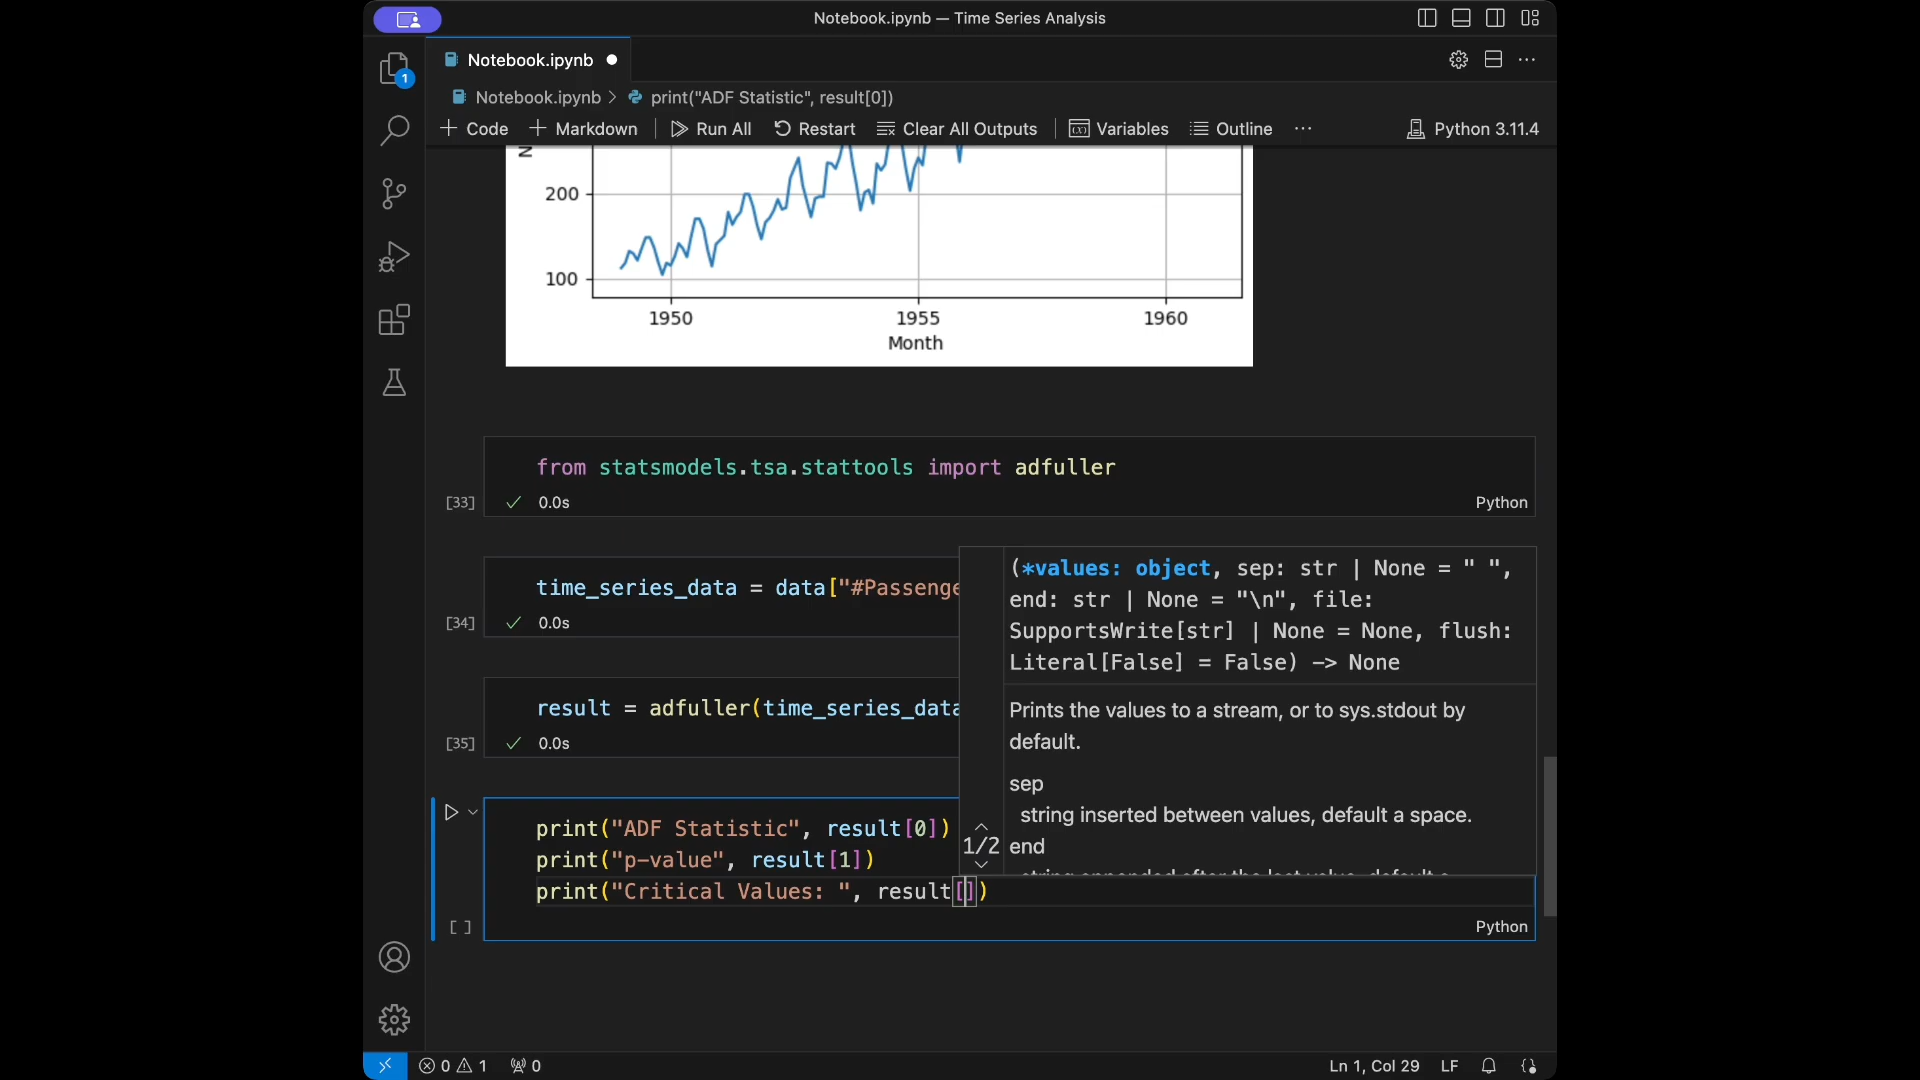 Notebook.ipynb — Time Series Analysis
Notebook.ipynb
1
Notebook.ipynb > print("ADF Statistic", result[0])
+ Code + Markdown Run All Restart Clear All Outputs Variables Outline ··· Python 3.11.4
N
200
100
1950 1955 1960
Month
from statsmodels.tsa.stattools import adfuller
[33] 0.0s Python
time_series_data = data["#Passenge
[34] 0.0s
result = adfuller(time_series_data
[35] 0.0s
(*values: object, sep: str | None = " ",
end: str | None = "\n", file:
SupportsWrite[str] | None = None, flush:
Literal[False] = False) -> None
Prints the values to a stream, or to sys.stdout by
default.
sep
string inserted between values, default a space.
1/2 end
print("ADF Statistic", result[0])
print("p-value", result[1])
print("Critical Values: ", result[])
[ ] Python
0 1 0 Ln 1, Col 29 LF